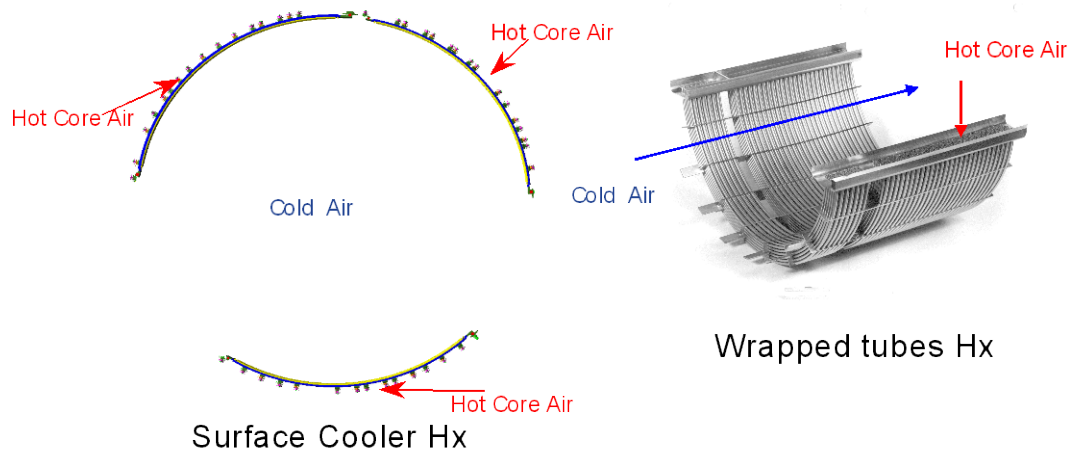 Hot Core Air
Hot Core Air
Hot Core Air
Cold Air
Cold Air
Wrapped tubes Hx
Hot Core Air
Surface Cooler Hx